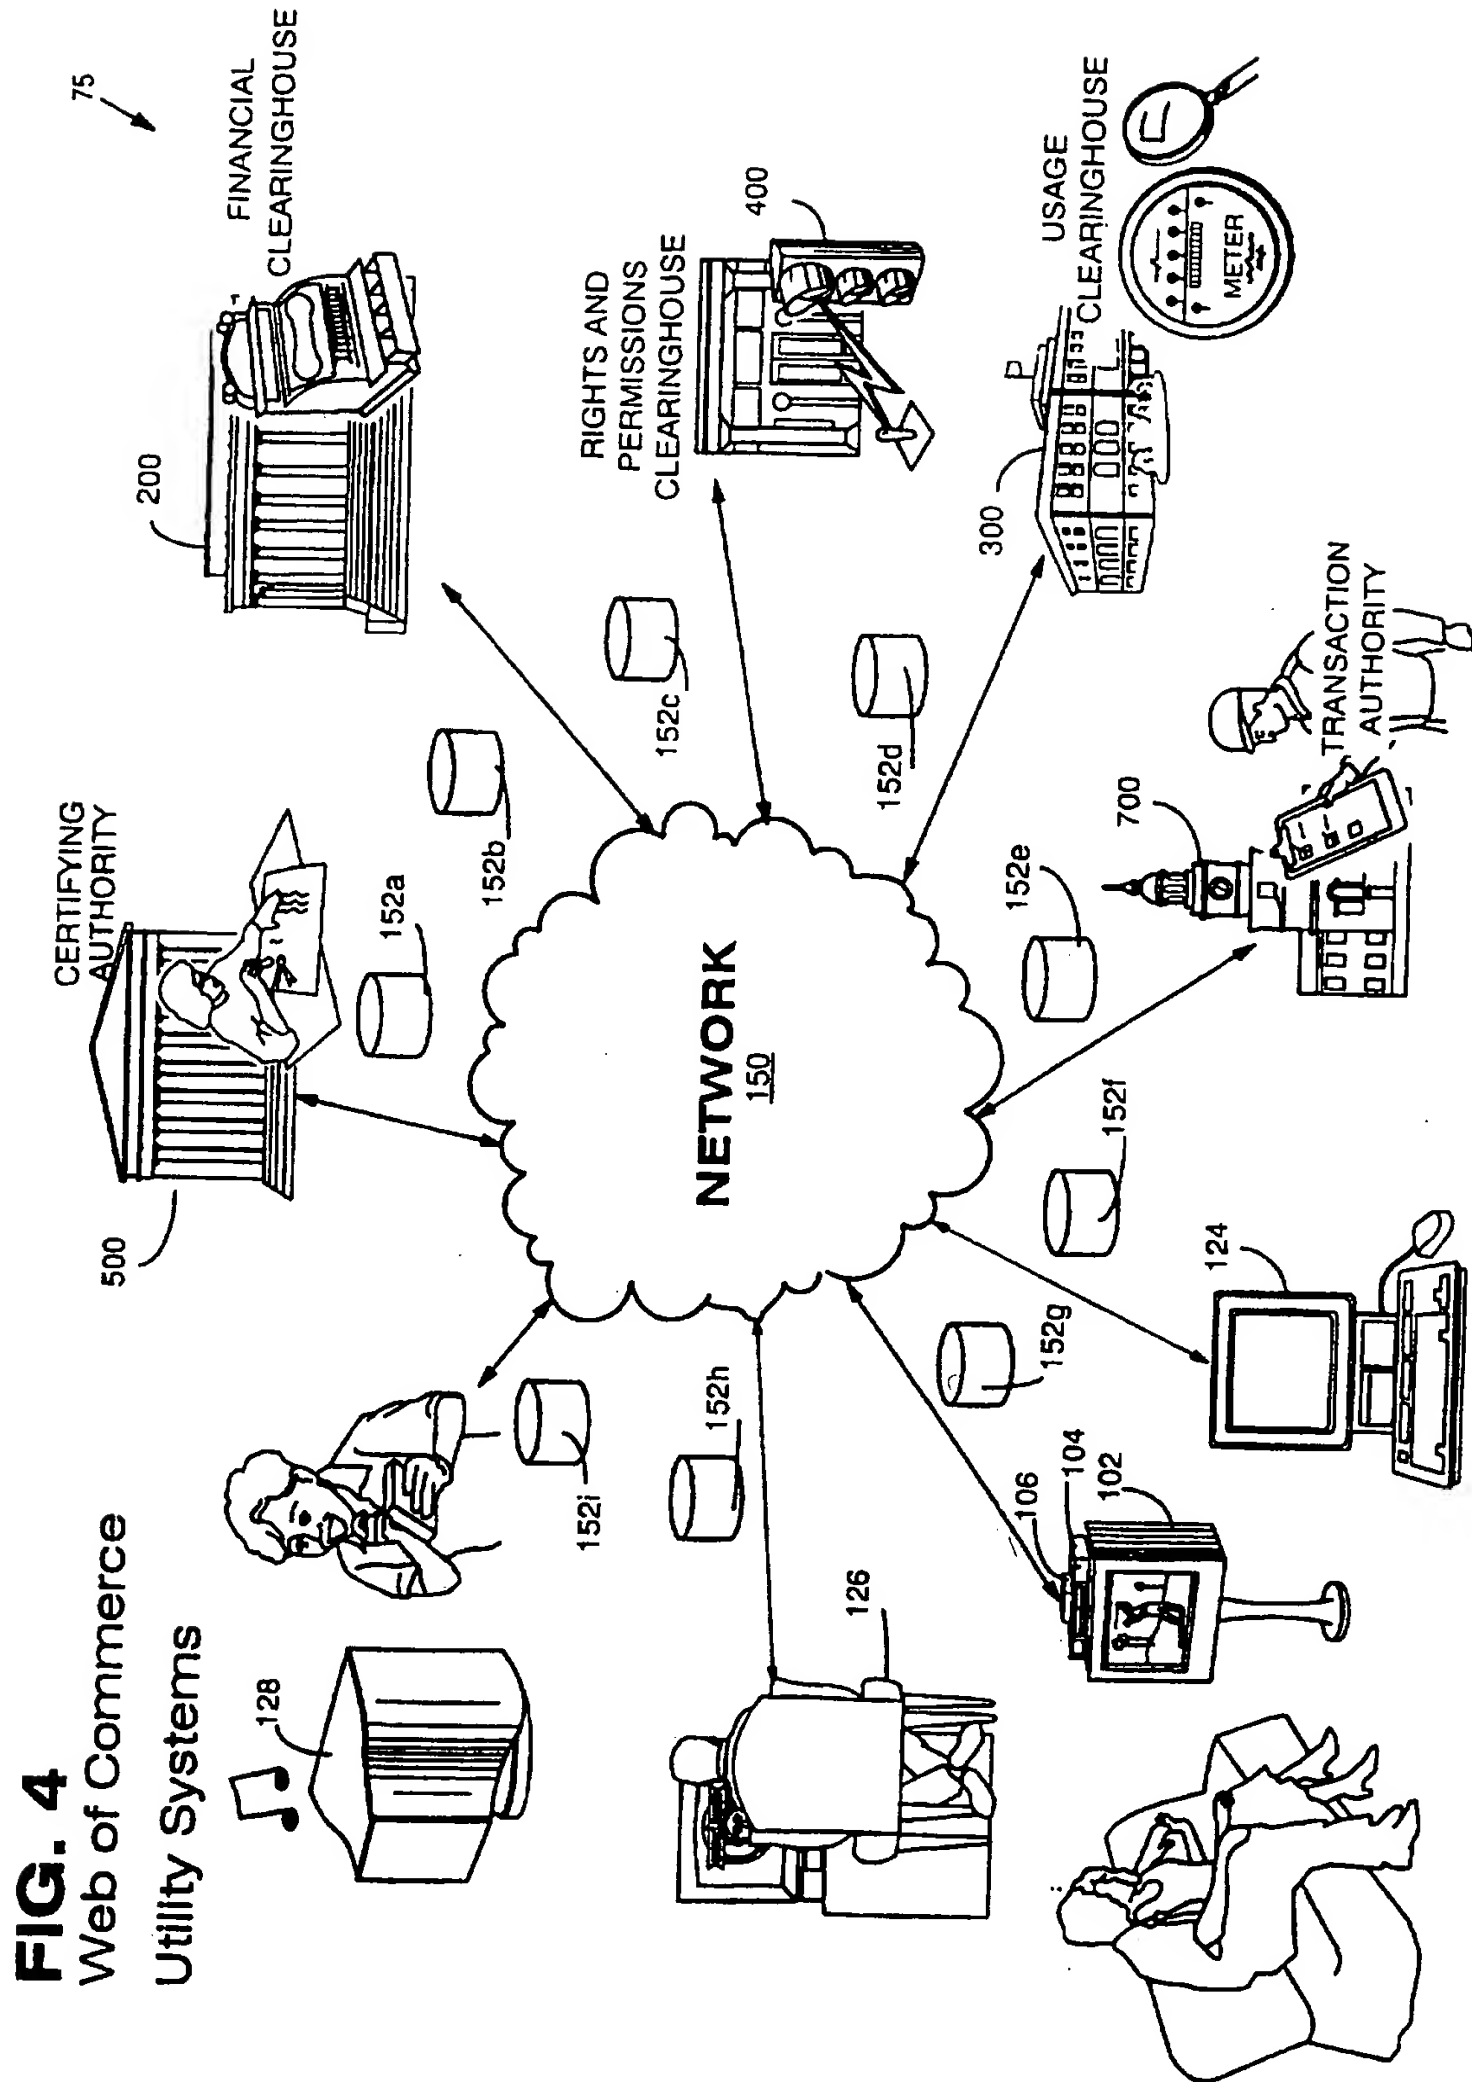 FIG. 4
Web of Commerce
Utility Systems
75
CERTIFYING
AUTHORITY
500
FINANCIAL
CLEARINGHOUSE
200
RIGHTS AND
PERMISSIONS
CLEARINGHOUSE
400
USAGE
CLEARINGHOUSE
300
METER
TRANSACTION
AUTHORITY
700
NETWORK
150
152a
152b
152c
152d
152e
152f
152g
152h
152i
128
126
106
104
102
124